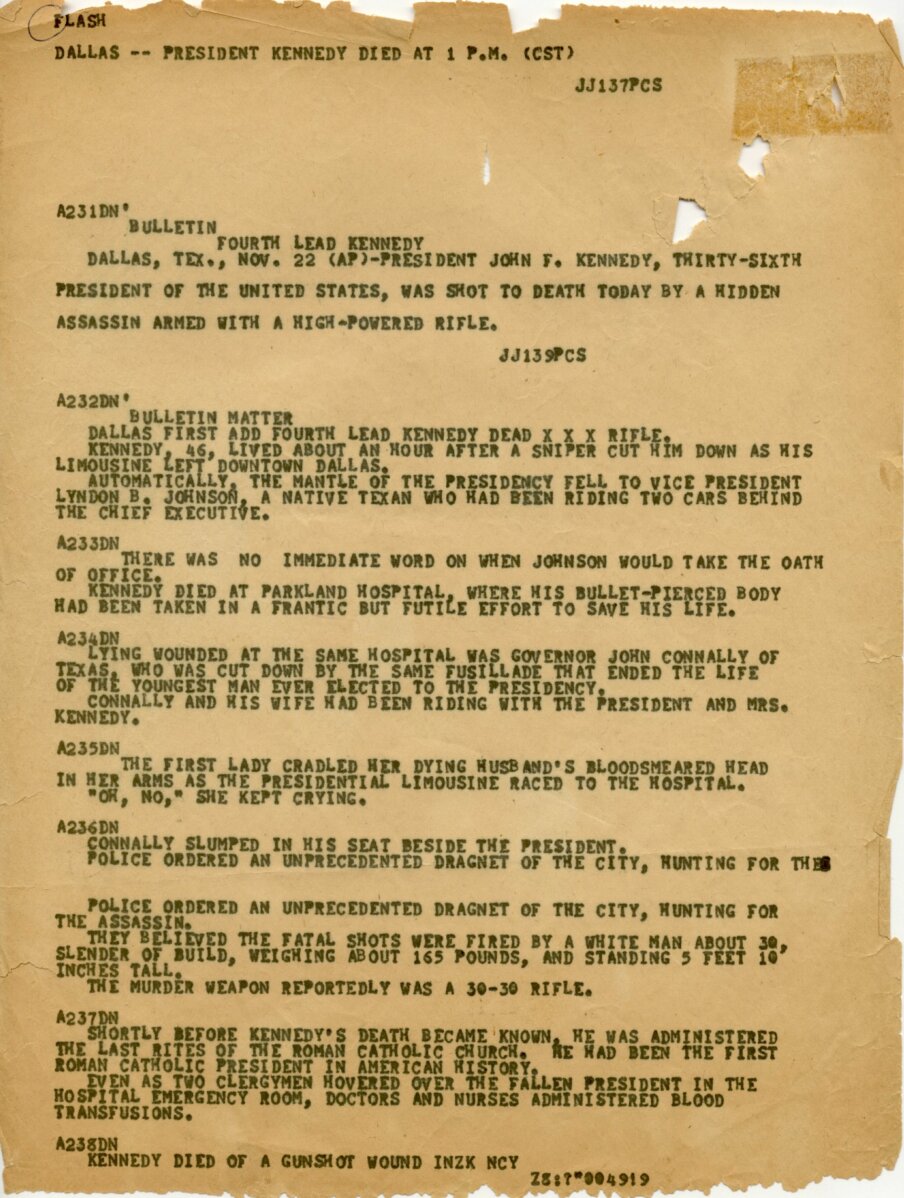 FLASH
DALLAS -- PRESIDENT KENNEDY DIED AT 1 P.M. (CST)
JJ137PCS
A231DN'
BULLETIN
FOURTH LEAD KENNEDY
DALLAS, TEX., NOV. 22 (AP)-PRESIDENT JOHN F. KENNEDY, THIRTY-SIXTH
PRESIDENT OF THE UNITED STATES, WAS SHOT TO DEATH TODAY BY A HIDDEN
ASSASSIN ARMED WITH A HIGH-POWERED RIFLE.
JJ139PCS
A232DN'
BULLETIN MATTER
DALLAS FIRST ADD FOURTH LEAD KENNEDY DEAD X X X RIFLE.
KENNEDY, 46, LIVED ABOUT AN HOUR AFTER A SNIPER CUT HIM DOWN AS HIS
LIMOUSINE LEFT DOWNTOWN DALLAS.
AUTOMATICALLY, THE MANTLE OF THE PRESIDENCY FELL TO VICE PRESIDENT
LYNDON B. JOHNSON, A NATIVE TEXAN WHO HAD BEEN RIDING TWO CARS BEHIND
THE CHIEF EXECUTIVE.
A233DN
THERE WAS NO IMMEDIATE WORD ON WHEN JOHNSON WOULD TAKE THE OATH
OF OFFICE.
KENNEDY DIED AT PARKLAND HOSPITAL, WHERE HIS BULLET-PIERCED BODY
HAD BEEN TAKEN IN A FRANTIC BUT FUTILE EFFORT TO SAVE HIS LIFE.
A234DN
LYING WOUNDED AT THE SAME HOSPITAL WAS GOVERNOR JOHN CONNALLY OF
TEXAS, WHO WAS CUT DOWN BY THE SAME FUSILLADE THAT ENDED THE LIFE
OF THE YOUNGEST MAN EVER ELECTED TO THE PRESIDENCY.
CONNALLY AND HIS WIFE HAD BEEN RIDING WITH THE PRESIDENT AND MRS.
KENNEDY.
A235DN
THE FIRST LADY CRADLED HER DYING HUSBAND'S BLOODSMEARED HEAD
IN HER ARMS AS THE PRESIDENTIAL LIMOUSINE RACED TO THE HOSPITAL.
"OH, NO," SHE KEPT CRYING.
A236DN
CONNALLY SLUMPED IN HIS SEAT BESIDE THE PRESIDENT.
POLICE ORDERED AN UNPRECEDENTED DRAGNET OF THE CITY, HUNTING FOR
POLICE ORDERED AN UNPRECEDENTED DRAGNET OF THE CITY, HUNTING FOR
THE ASSASSIN.
THEY BELIEVED THE FATAL SHOTS WERE FIRED BY A WHITE MAN ABOUT 30,
SLENDER OF BUILD, WEIGHING ABOUT 165 POUNDS, AND STANDING 5 FEET 10
INCHES TALL.
THE MURDER WEAPON REPORTEDLY WAS A 30-30 RIFLE.
A237DN
SHORTLY BEFORE KENNEDY'S DEATH BECAME KNOWN, HE WAS ADMINISTERED
THE LAST RITES OF THE ROMAN CATHOLIC CHURCH. HE HAD BEEN THE FIRST
ROMAN CATHOLIC PRESIDENT IN AMERICAN HISTORY.
EVEN AS TWO CLERGYMEN HOVERED OVER THE FALLEN PRESIDENT IN THE
HOSPITAL EMERGENCY ROOM, DOCTORS AND NURSES ADMINISTERED BLOOD
TRANSFUSIONS.
A238DN
KENNEDY DIED OF A GUNSHOT WOUND INZK NCY